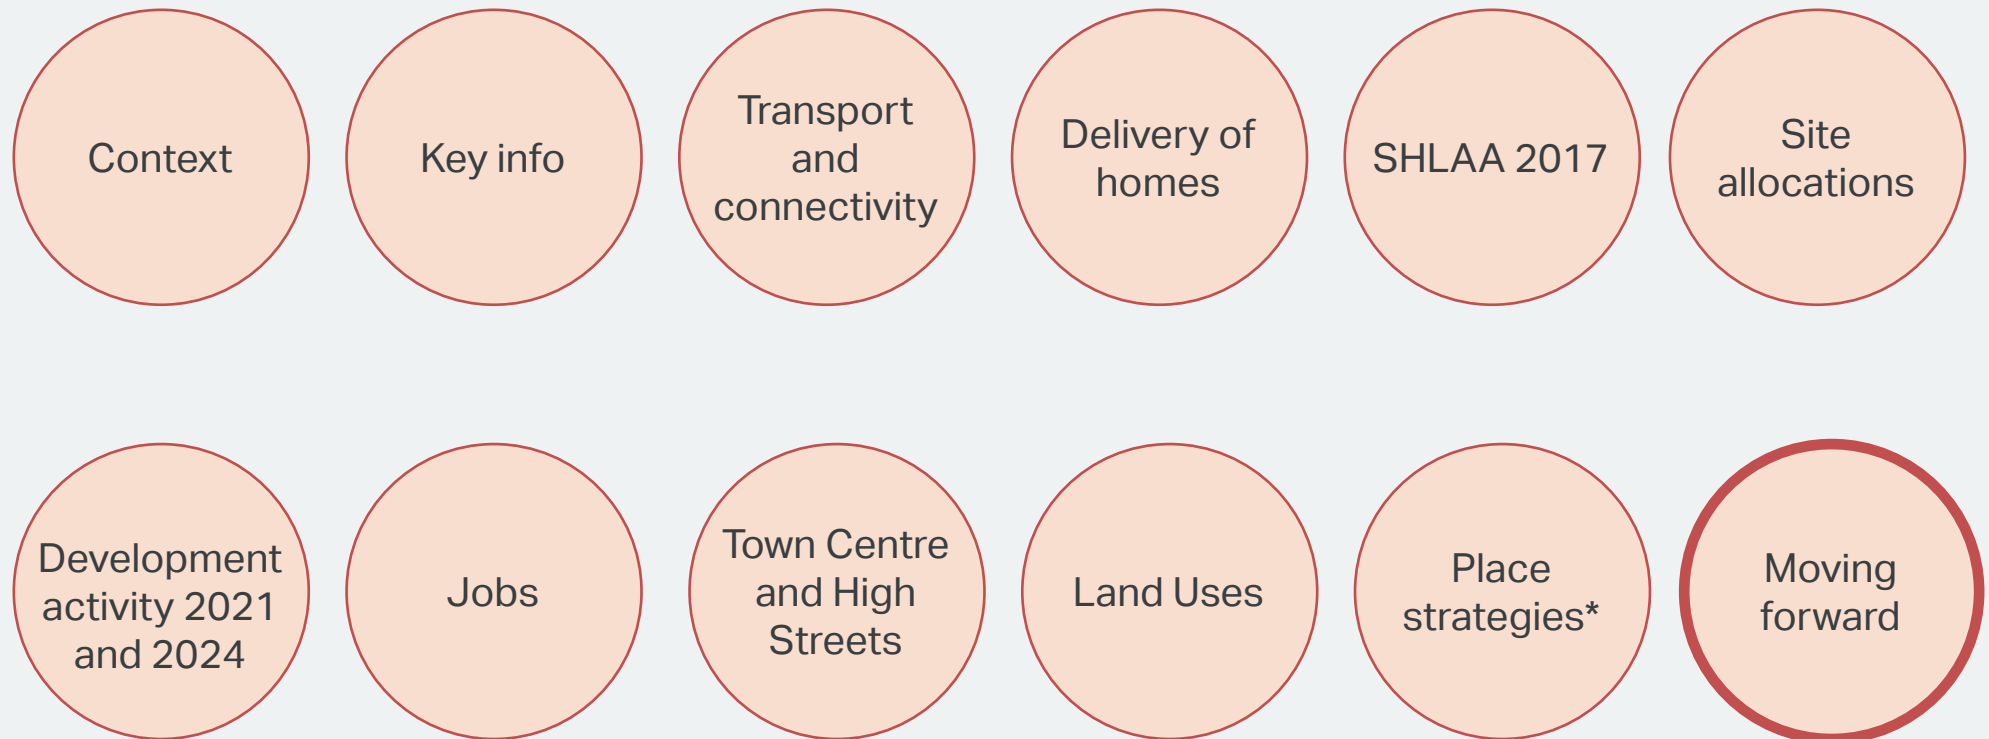 Context
Key info
Transport
and
connectivity
Delivery of
homes
SHLAA 2017
Site
allocations
Development
activity 2021
and 2024
Jobs
Town Centre
and High
Streets
Land Uses
Place
strategies*
Moving
forward